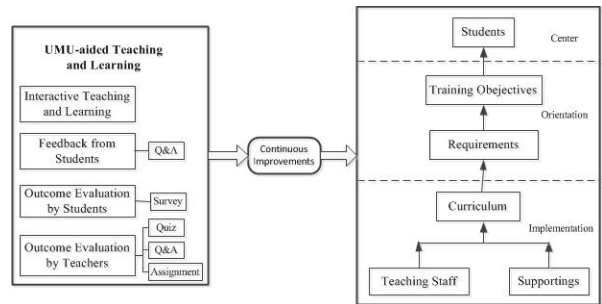 UMU-aided Teaching
and Learning
Interactive Teaching
and Learning
Feedback from
Students
Q&A
Outcome Evaluation
by Students
Survey
Outcome Evaluation
by Teachers
Quiz
Q&A
Assignment
Continuous
Improvements
Students
Center
Training Obejectives
Orientation
Requirements
Curriculum
Implementation
Teaching Staff
Supportings